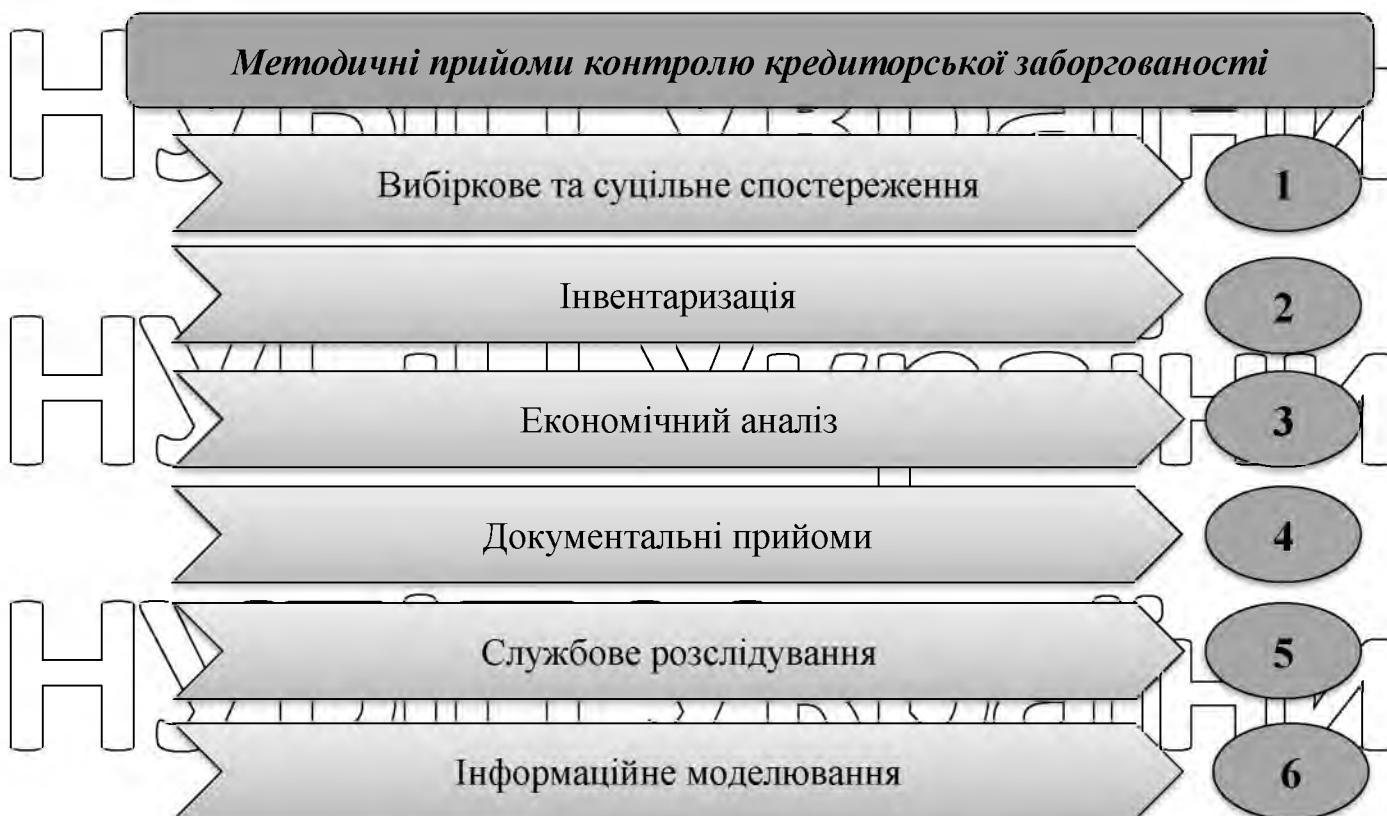 Методичні прийоми контролю кредиторської заборгованості
Вибіркове та суцільне спостереження
1
Інвентаризація
2
Економічний аналіз
3
Документальні прийоми
4
Службове розслідування
5
Інформаційне моделювання
6